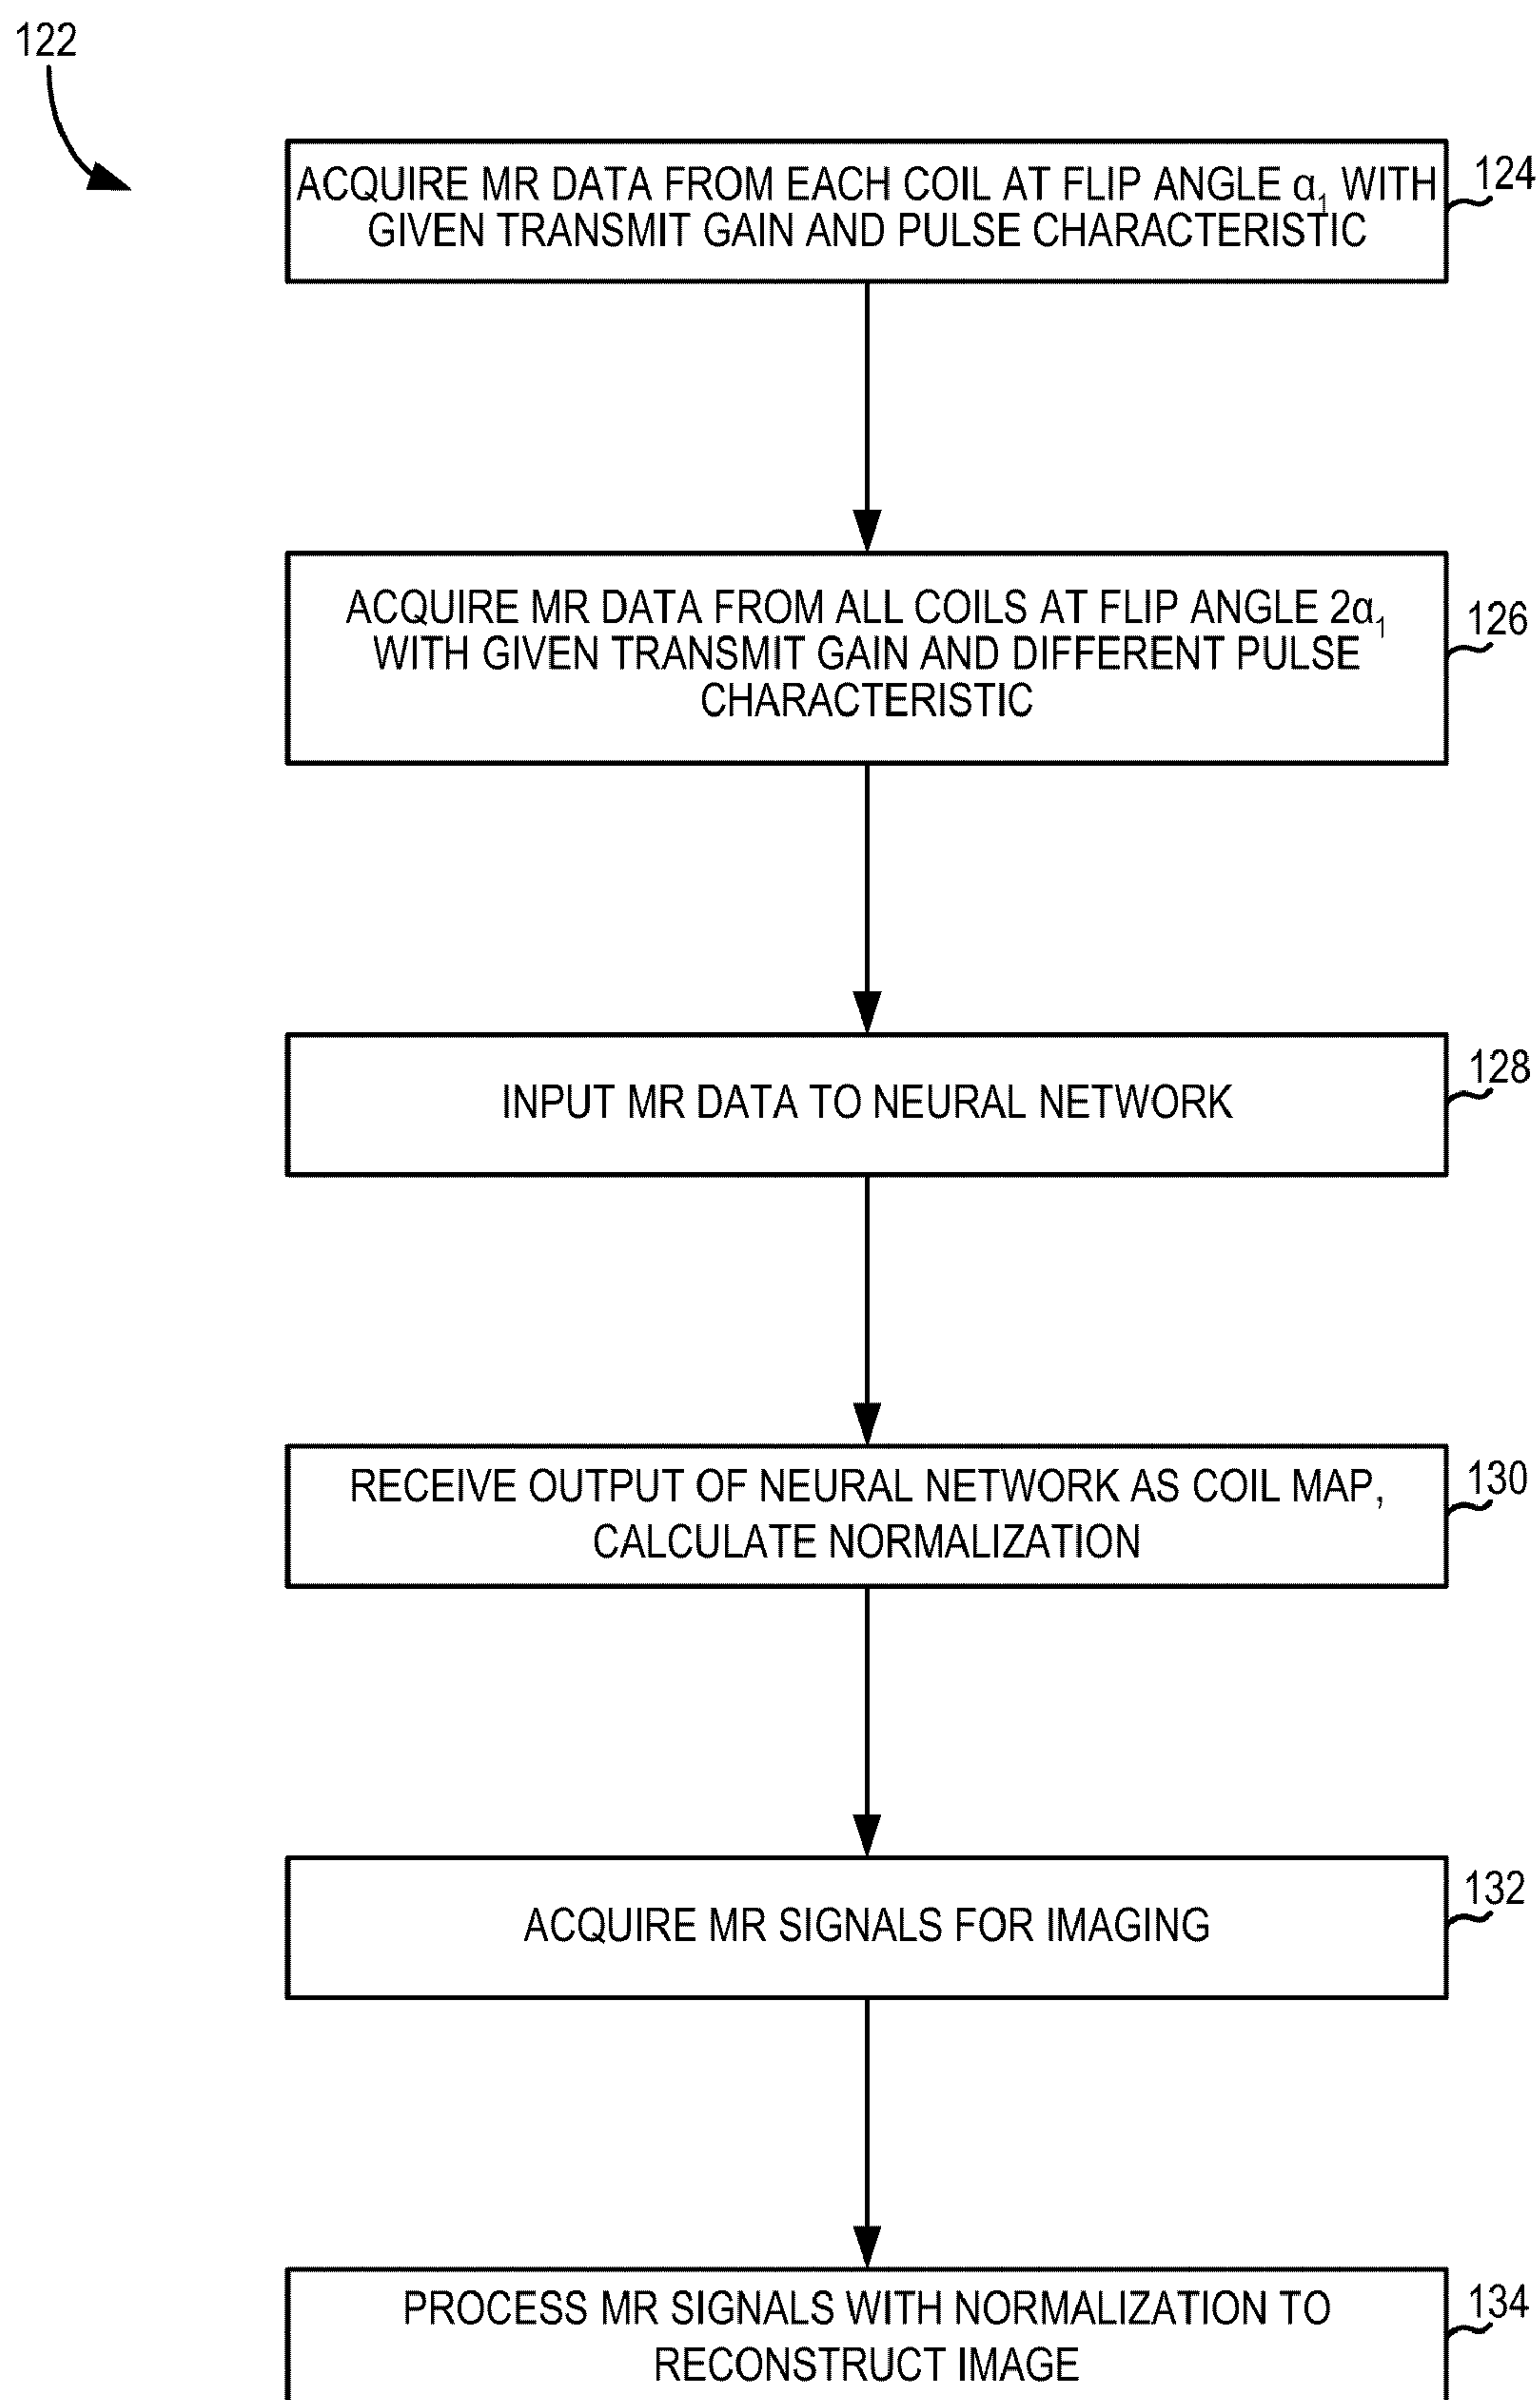 122
ACQUIRE MR DATA FROM EACH COIL AT FLIP ANGLE α₁ WITH
GIVEN TRANSMIT GAIN AND PULSE CHARACTERISTIC
124
ACQUIRE MR DATA FROM ALL COILS AT FLIP ANGLE 2α₁
WITH GIVEN TRANSMIT GAIN AND DIFFERENT PULSE
CHARACTERISTIC
126
INPUT MR DATA TO NEURAL NETWORK
128
RECEIVE OUTPUT OF NEURAL NETWORK AS COIL MAP,
CALCULATE NORMALIZATION
130
ACQUIRE MR SIGNALS FOR IMAGING
132
PROCESS MR SIGNALS WITH NORMALIZATION TO
RECONSTRUCT IMAGE
134